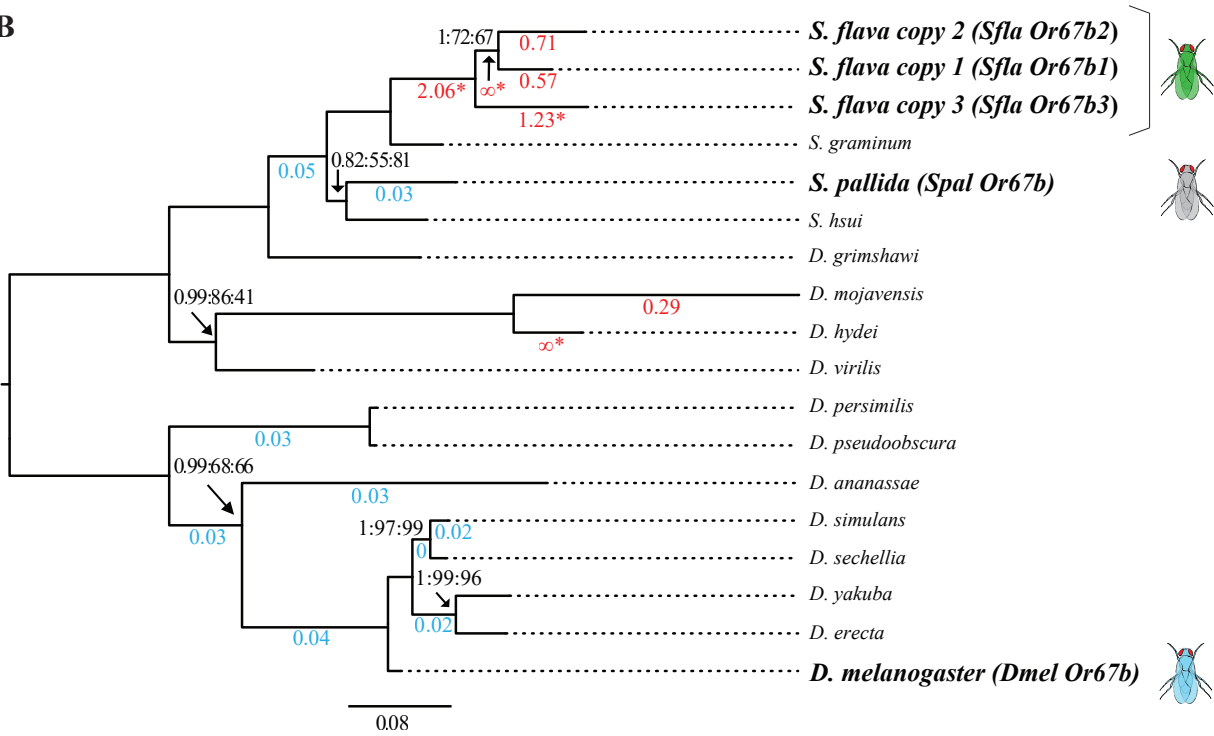 B
1:72:67
0.71
S. flava copy 2 (Sfla Or67b2)
0.57
S. flava copy 1 (Sfla Or67b1)
2.06*
∞*
1.23*
S. flava copy 3 (Sfla Or67b3)
S. graminum
0.05
0.82:55:81
0.03
S. pallida (Spal Or67b)
S. hsui
D. grimshawi
0.99:86:41
0.29
D. mojavensis
∞*
D. hydei
D. virilis
D. persimilis
0.03
D. pseudoobscura
0.99:68:66
0.03
D. ananassae
0.03
1:97:99
0.02
D. simulans
0
D. sechellia
1:99:96
D. yakuba
0.02
0.04
D. erecta
D. melanogaster (Dmel Or67b)
0.08